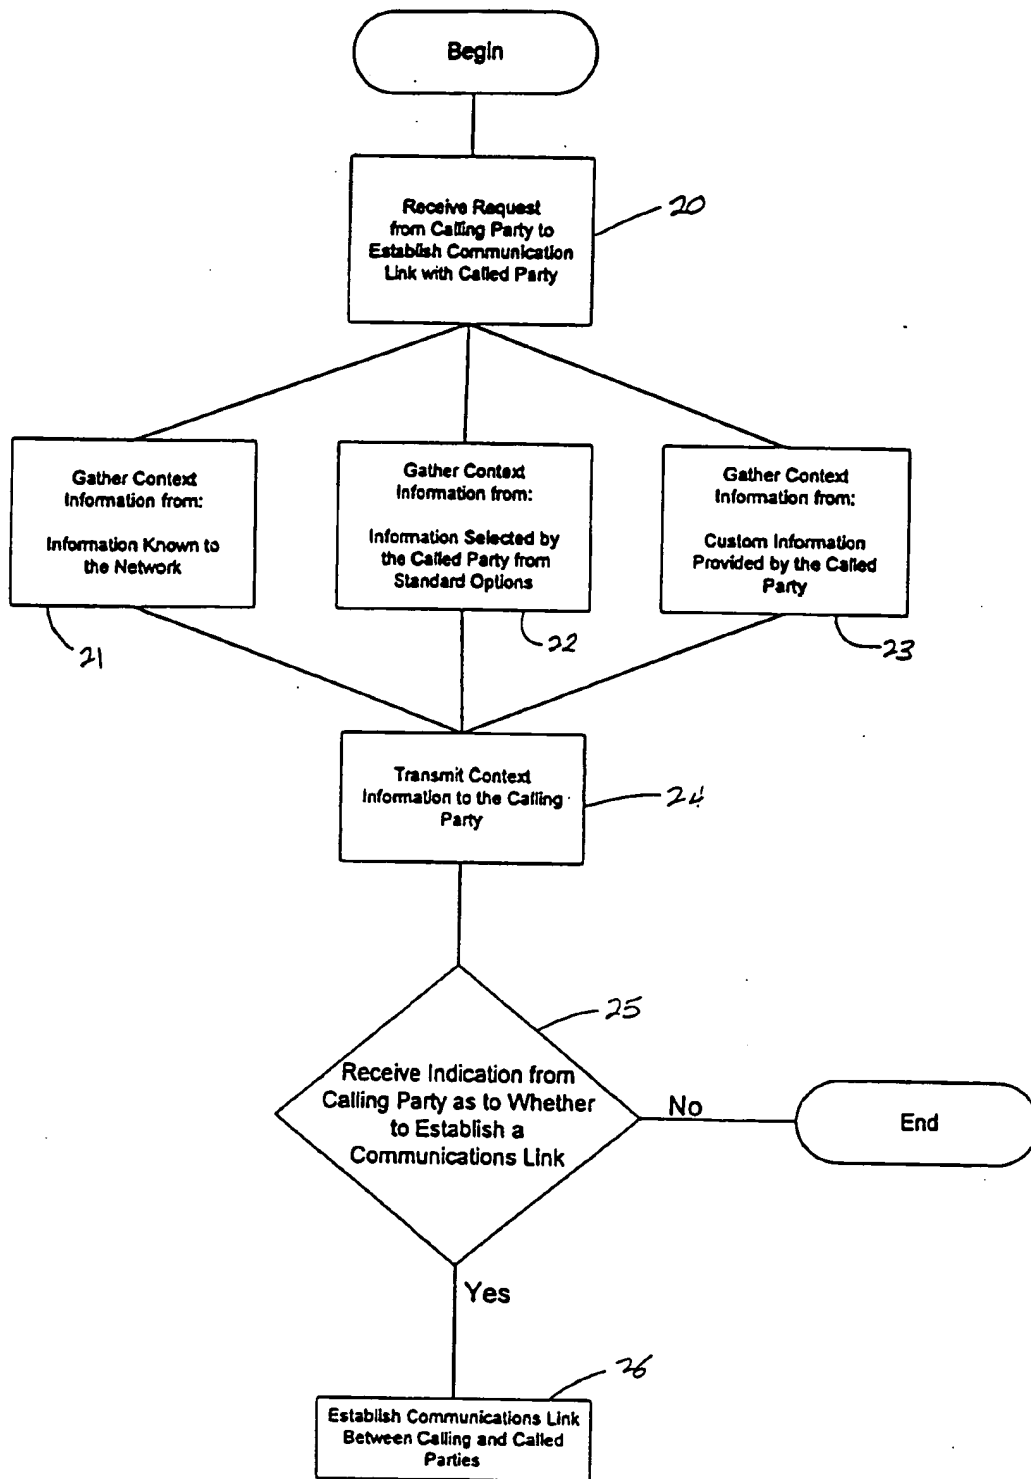 Begin
Receive Request
from Calling Party to
Establish Communication
Link with Called Party
20
Gather Context
Information from:
Information Known to
the Network
21
Gather Context
Information from:
Information Selected by
the Called Party from
Standard Options
22
Gather Context
Information from:
Custom Information
Provided by the Called
Party
23
Transmit Context
Information to the Calling
Party
24
Receive Indication from
Calling Party as to Whether
to Establish a
Communications Link
25
No
End
Yes
26
Establish Communications Link
Between Calling and Called
Parties